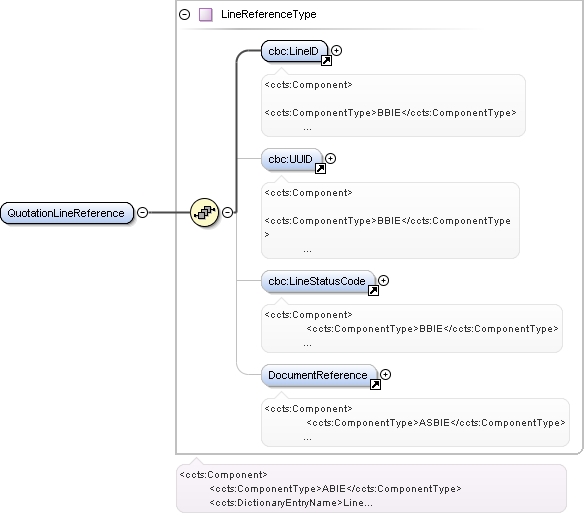 LineReferenceType
cbc:LineID
<ccts:Component>
<ccts:ComponentType>BBIE</ccts:ComponentType>
...
cbc:UUID
<ccts:Component>
<ccts:ComponentType>BBIE</ccts:ComponentType
>
...
QuotationLineReference
cbc:LineStatusCode
<ccts:Component>
<ccts:ComponentType>BBIE</ccts:ComponentType>
...
DocumentReference
<ccts:Component>
<ccts:ComponentType>ASBIE</ccts:ComponentType>
...
<ccts:Component>
<ccts:ComponentType>ABIE</ccts:ComponentType>
<ccts:DictionaryEntryName>Line...